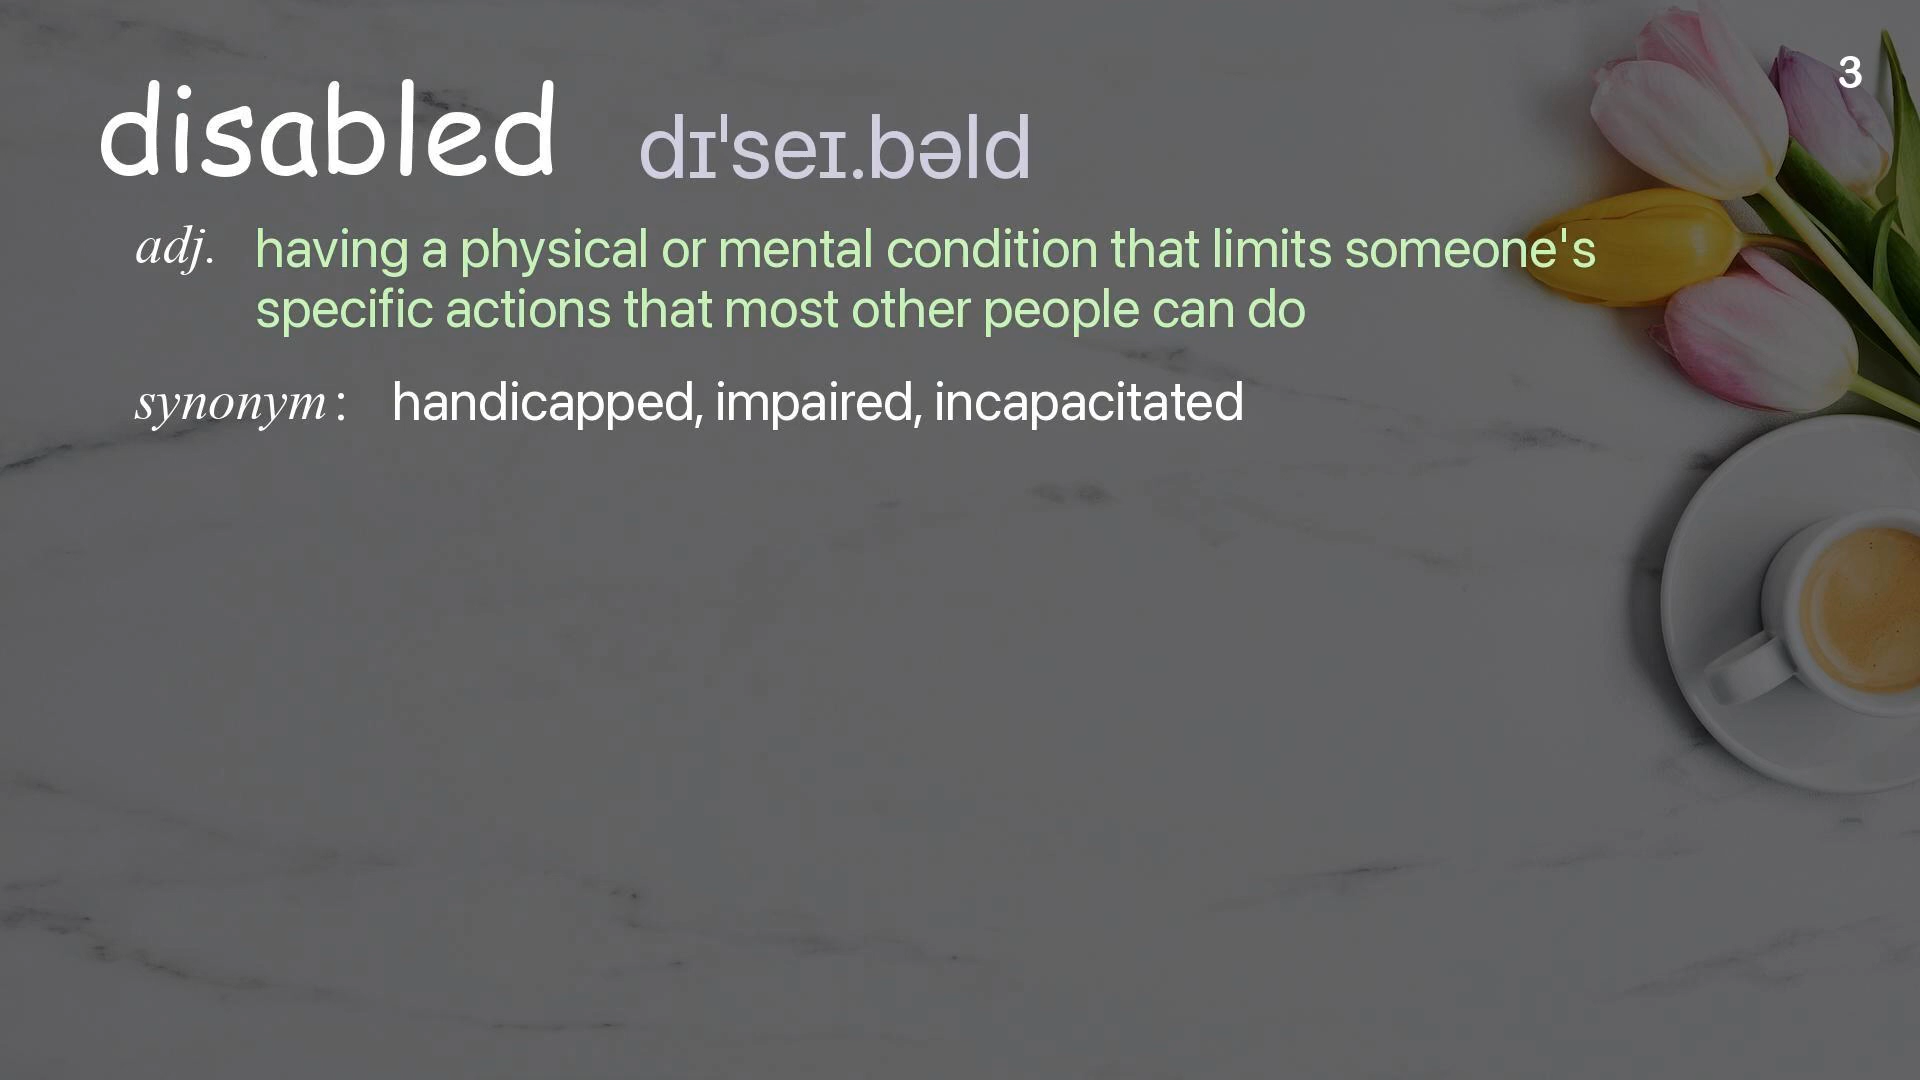 3
disabled dɪˈseɪ.bəld
adj. having a physical or mental condition that limits someone's
specific actions that most other people can do
synonym : handicapped, impaired, incapacitated